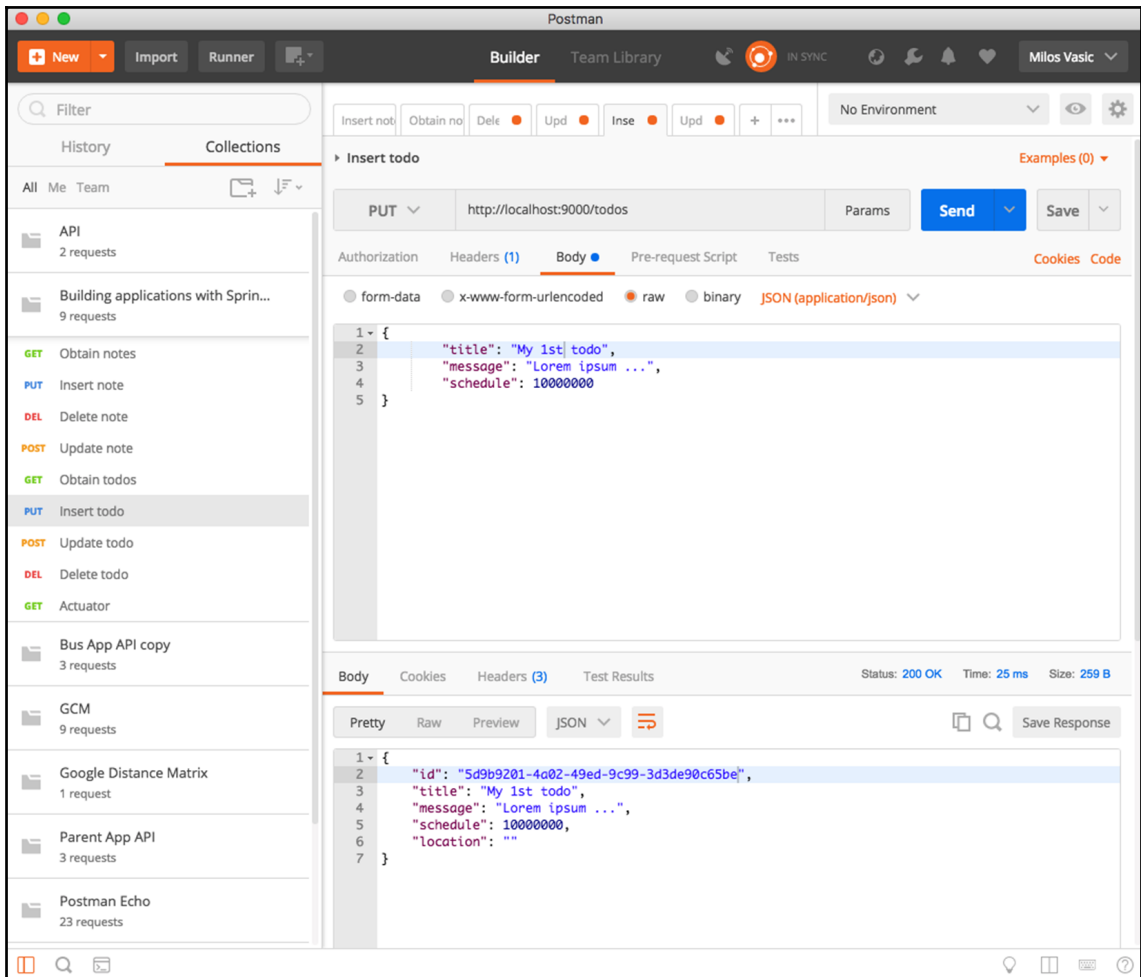 Postman
New Import Runner Builder Team Library IN SYNC Milos Vasic
Filter
History Collections
All Me Team
API
2 requests
Building applications with Sprin...
9 requests
GET Obtain notes
PUT Insert note
DEL Delete note
POST Update note
GET Obtain todos
PUT Insert todo
POST Update todo
DEL Delete todo
GET Actuator
Bus App API copy
3 requests
GCM
9 requests
Google Distance Matrix
1 request
Parent App API
3 requests
Postman Echo
23 requests
Insert not Obtain no Dele Upd Inse Upd + ••• No Environment
Insert todo Examples (0)
PUT http://localhost:9000/todos Params Send Save
Authorization Headers (1) Body Pre-request Script Tests Cookies Code
form-data x-www-form-urlencoded raw binary JSON (application/json)
1 {
2 "title": "My 1st todo",
3 "message": "Lorem ipsum ...",
4 "schedule": 10000000
5 }
Body Cookies Headers (3) Test Results Status: 200 OK Time: 25 ms Size: 259 B
Pretty Raw Preview JSON Save Response
1 {
2 "id": "5d9b9201-4a02-49ed-9c99-3d3de90c65be",
3 "title": "My 1st todo",
4 "message": "Lorem ipsum ...",
5 "schedule": 10000000,
6 "location": ""
7 }